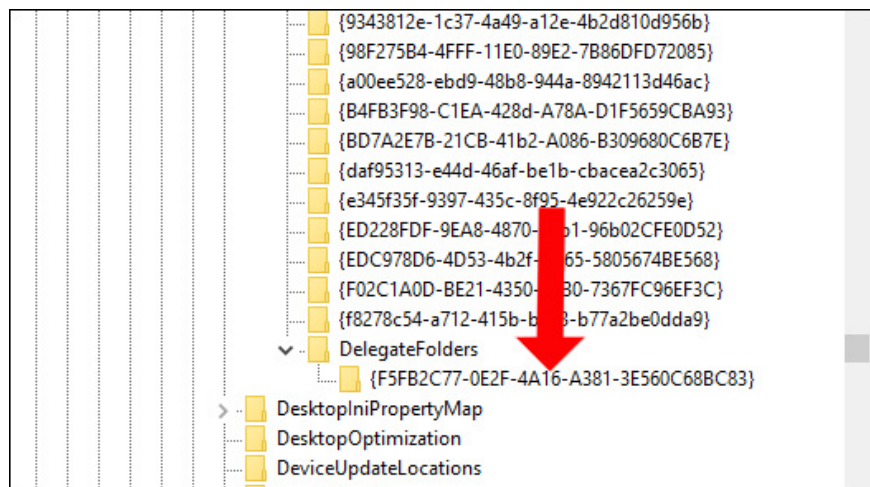 {9343812e-1c37-4a49-a12e-4b2d810d956b}
{98F275B4-4FFF-11E0-89E2-7B86DFD72085}
{a00ee528-ebd9-48b8-944a-8942113d46ac}
{B4FB3F98-C1EA-428d-A78A-D1F5659CBA93}
{BD7A2E7B-21CB-41b2-A086-B309680C6B7E}
{daf95313-e44d-46af-be1b-cbacea2c3065}
{e345f35f-9397-435c-8f95-4e922c26259e}
{ED228FDF-9EA8-4870- b1-96b02CFE0D52}
{EDC978D6-4D53-4b2f- 65-5805674BE568}
{F02C1A0D-BE21-4350- 80-7367FC96EF3C}
{f8278c54-a712-415b-b -b77a2be0dda9}
DelegateFolders
{F5FB2C77-0E2F-4A16-A381-3E560C68BC83}
DesktopIniPropertyMap
DesktopOptimization
DeviceUpdateLocations